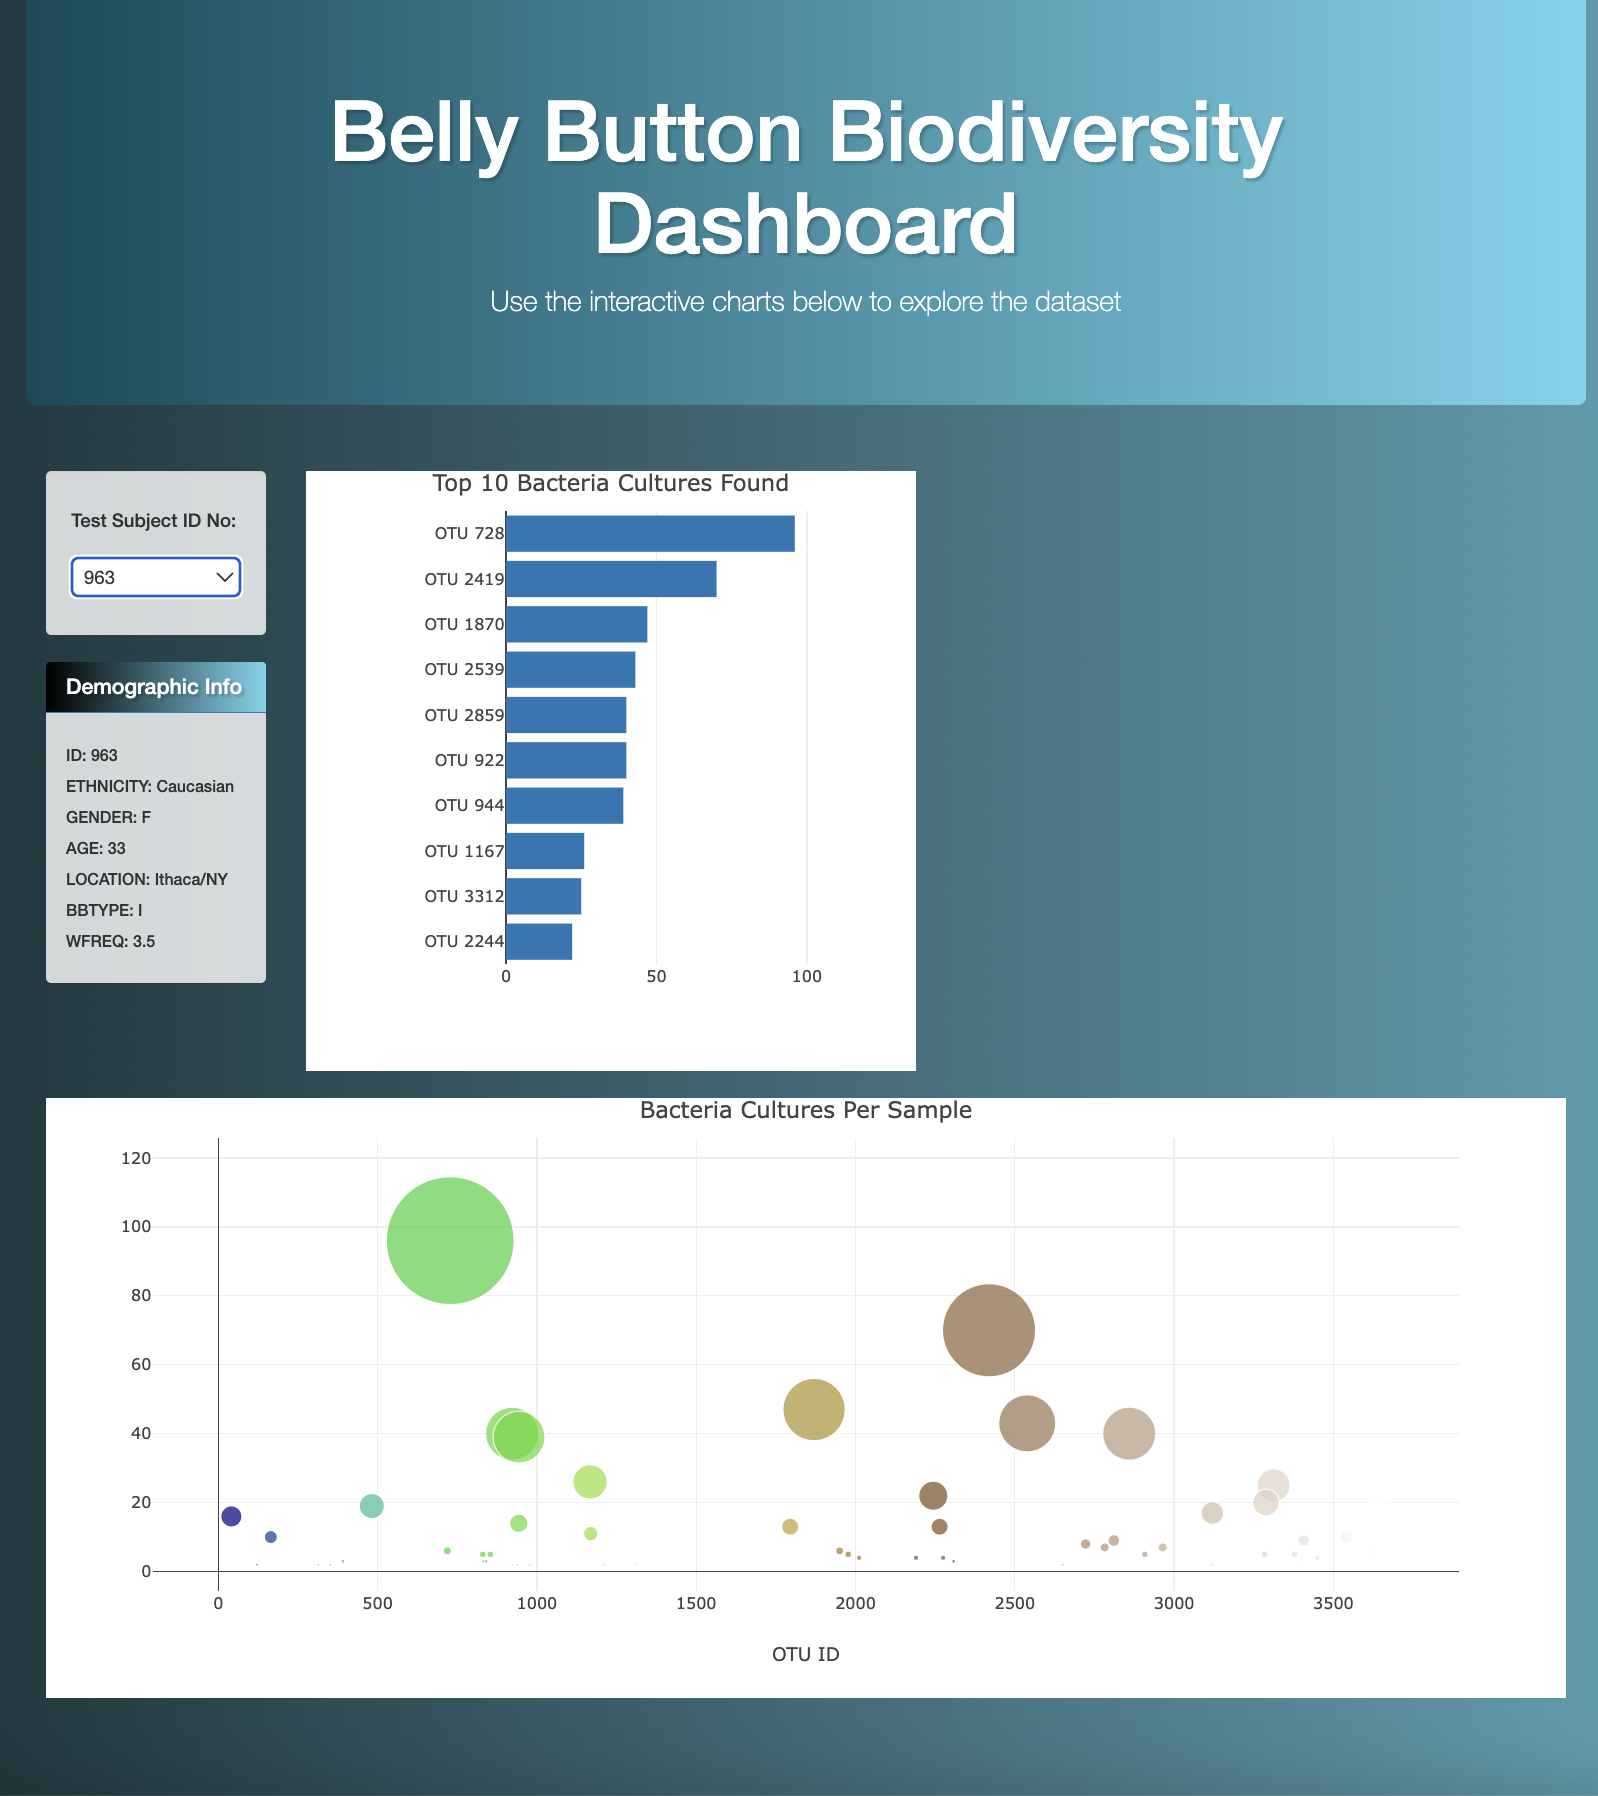 Belly Button Biodiversity
Dashboard
Use the interactive charts below to explore the dataset
Test Subject ID No:
963
Demographic Info
ID: 963
ETHNICITY: Caucasian
GENDER: F
AGE: 33
LOCATION: Ithaca/NY
BBTYPE: I
WFREQ: 3.5
Top 10 Bacteria Cultures Found
OTU 728
OTU 2419
OTU 1870
OTU 2539
OTU 2859
OTU 922
OTU 944
OTU 1167
OTU 3312
OTU 2244
0 50 100
Bacteria Cultures Per Sample
120
100
80
60
40
20
0
0 500 1000 1500 2000 2500 3000 3500
OTU ID